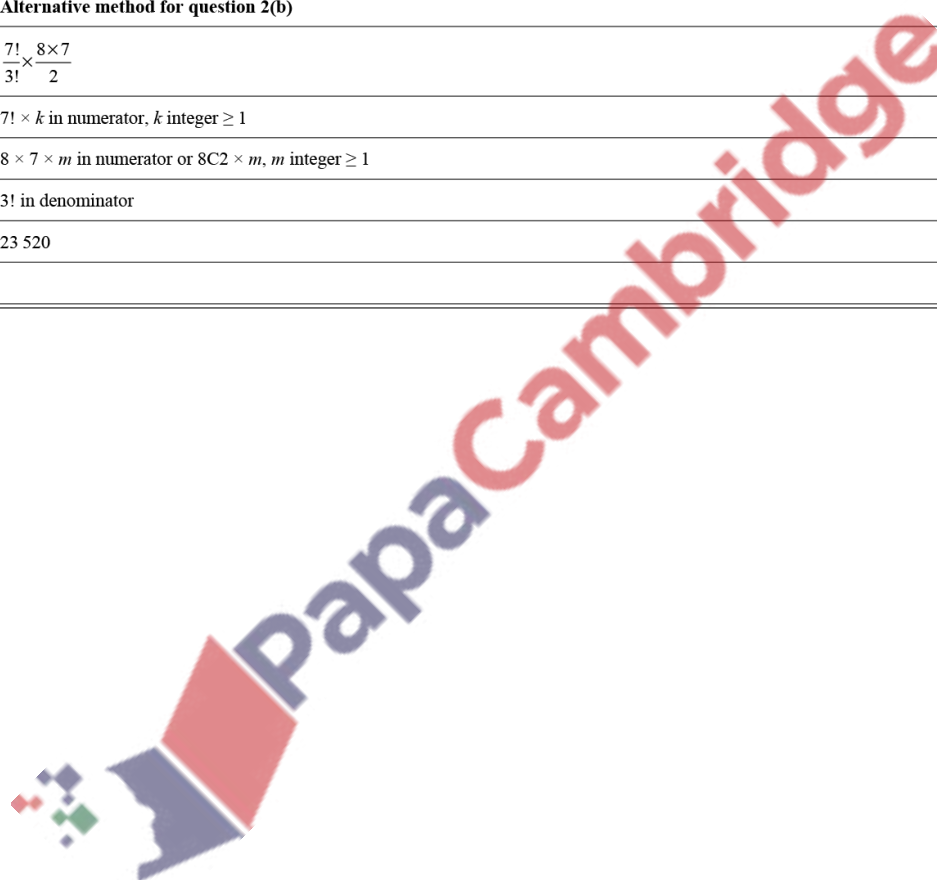 Alternative method for question 2(b)
7!/3! × 8×7/2
7! × k in numerator, k integer ≥ 1
8 × 7 × m in numerator or 8C2 × m, m integer ≥ 1
3! in denominator
23 520
PapaCambridge